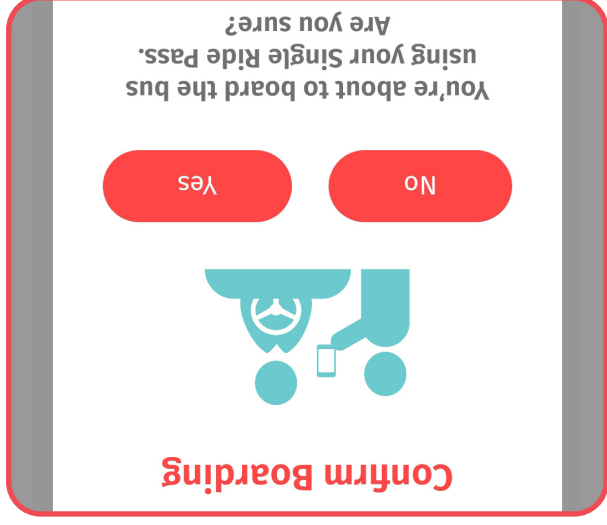 Confirm Boarding
No
Yes
You're about to board the bus
using your Single Ride Pass.
Are you sure?